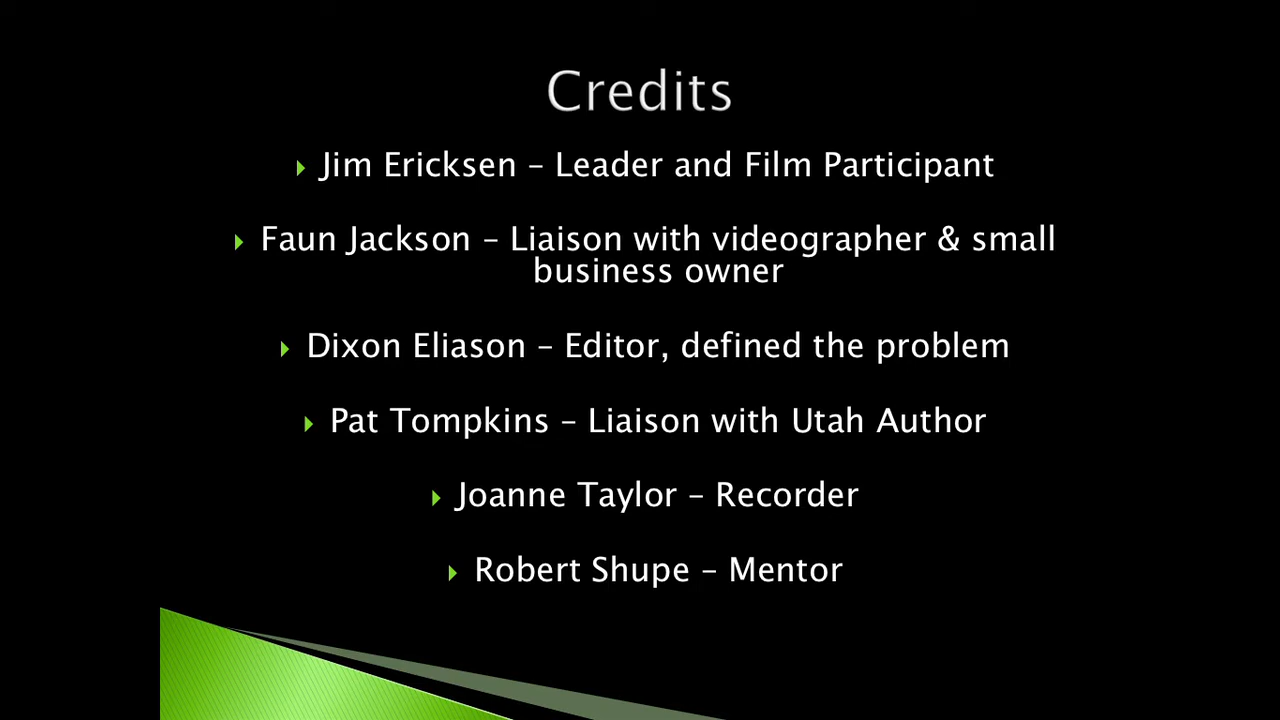 Credits
Jim Ericksen – Leader and Film Participant
Faun Jackson – Liaison with videographer & small
business owner
Dixon Eliason – Editor, defined the problem
Pat Tompkins – Liaison with Utah Author
Joanne Taylor – Recorder
Robert Shupe – Mentor